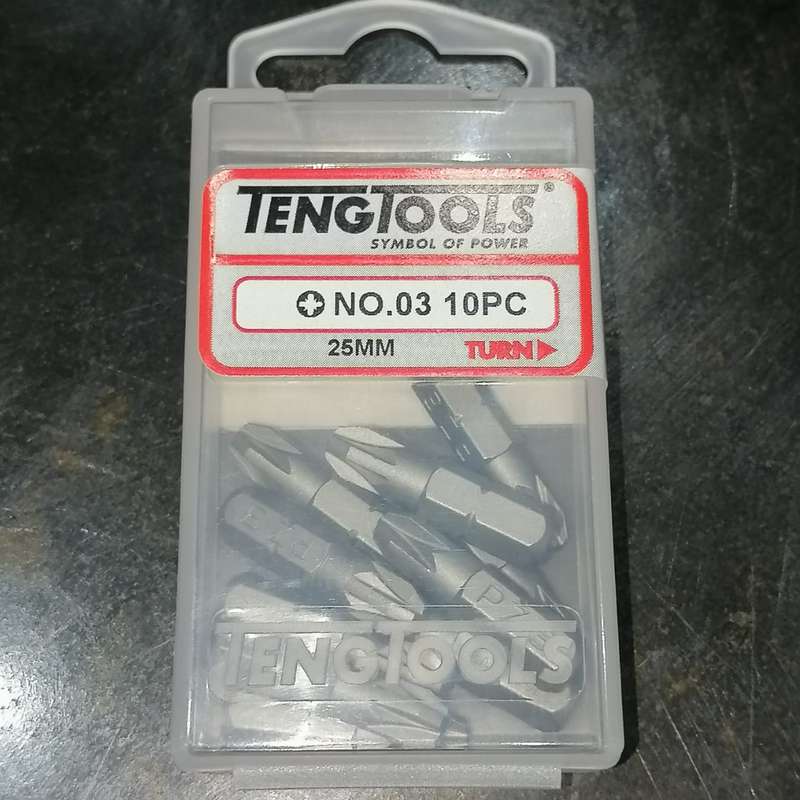 TENGTOOLS®
SYMBOL OF POWER
NO.03 10PC
25MM TURN
TENGTOOLS